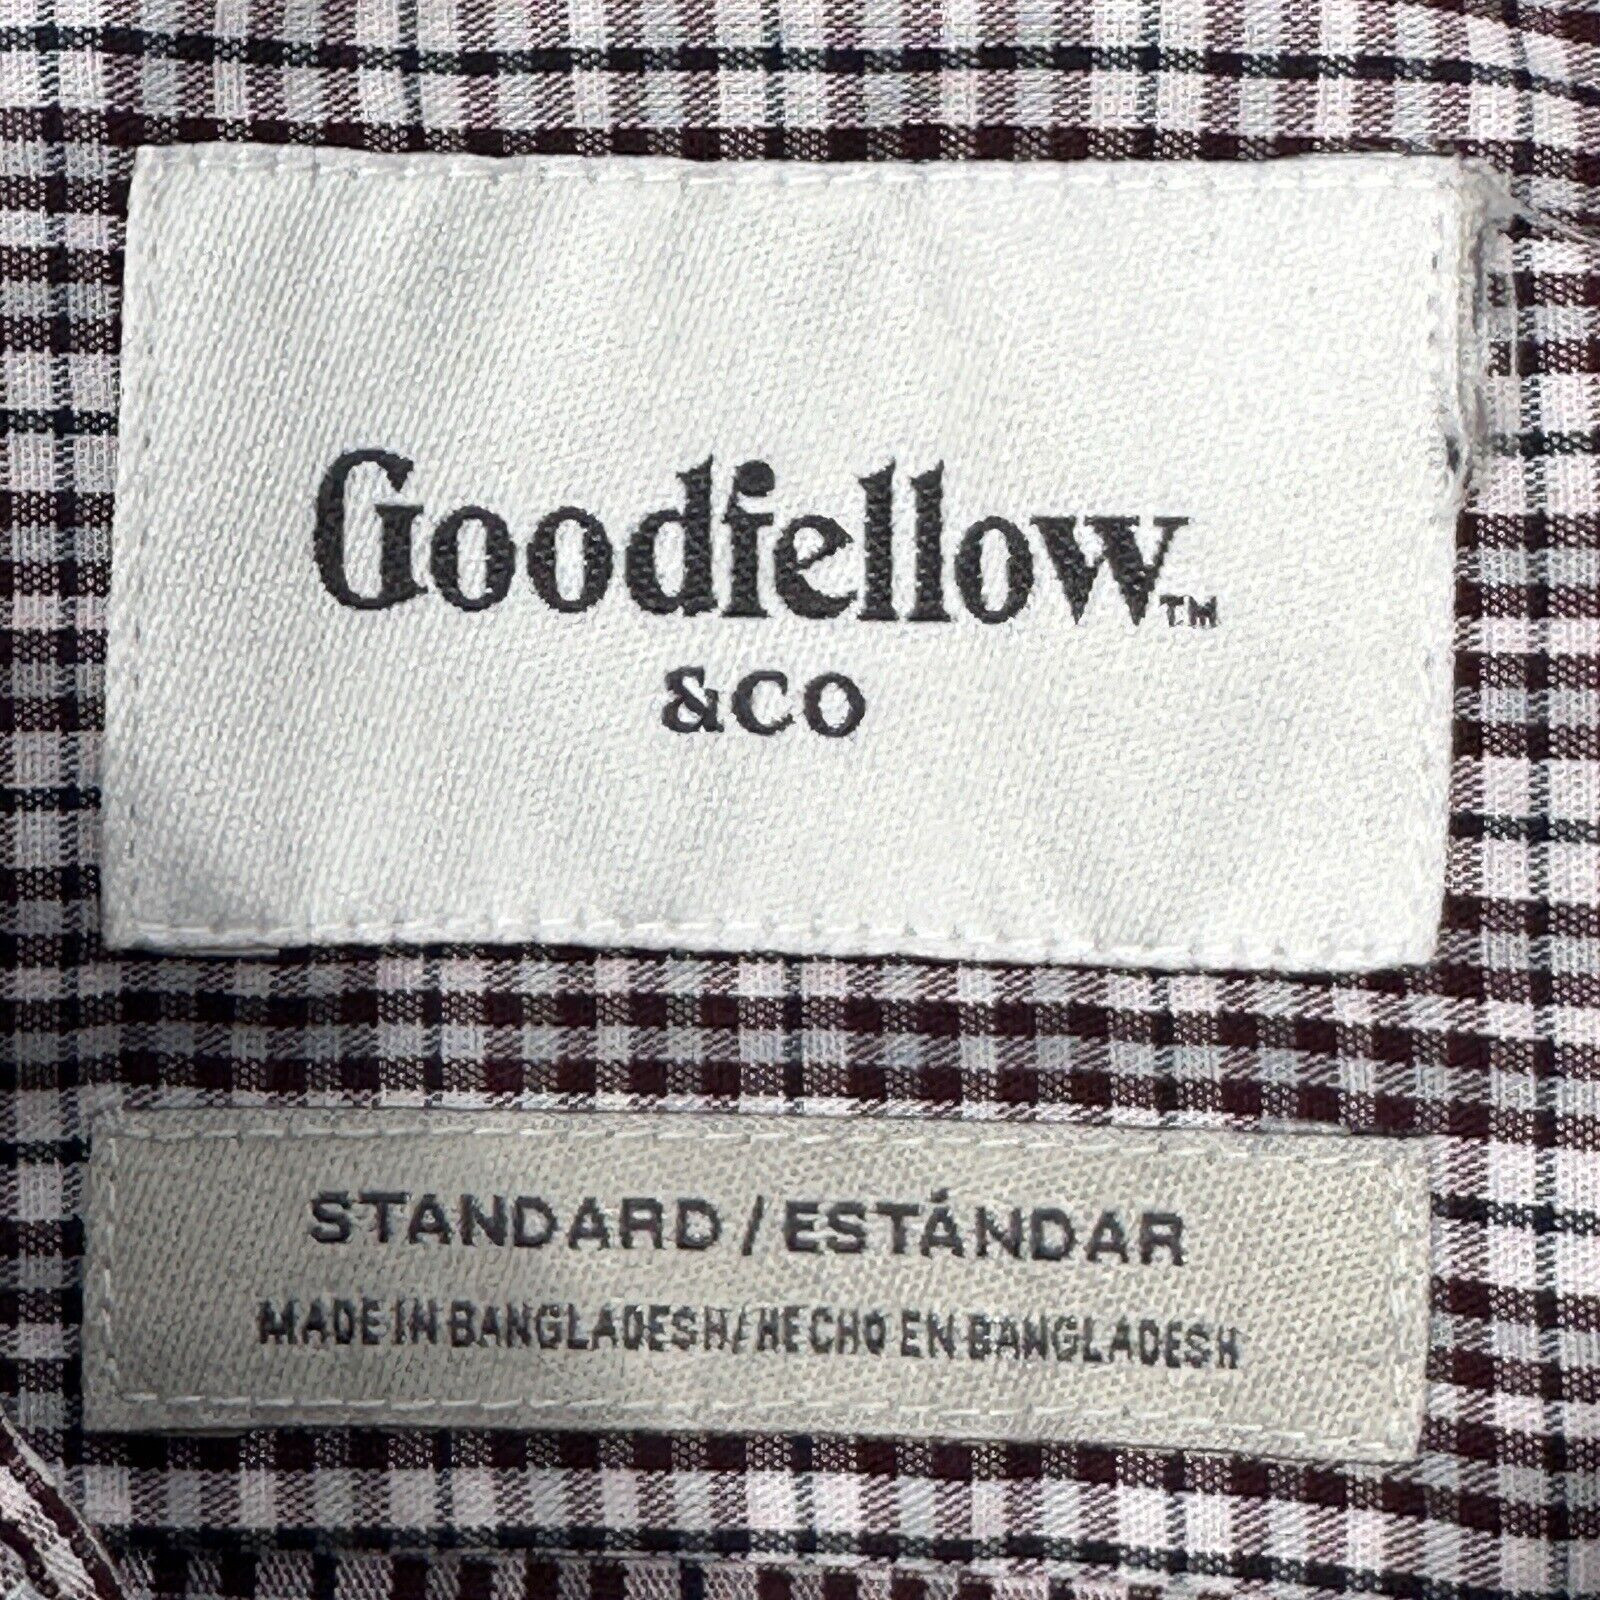 Goodfellow™
&CO
STANDARD / ESTÁNDAR
MADE IN BANGLADESH/HECHO EN BANGLADESH